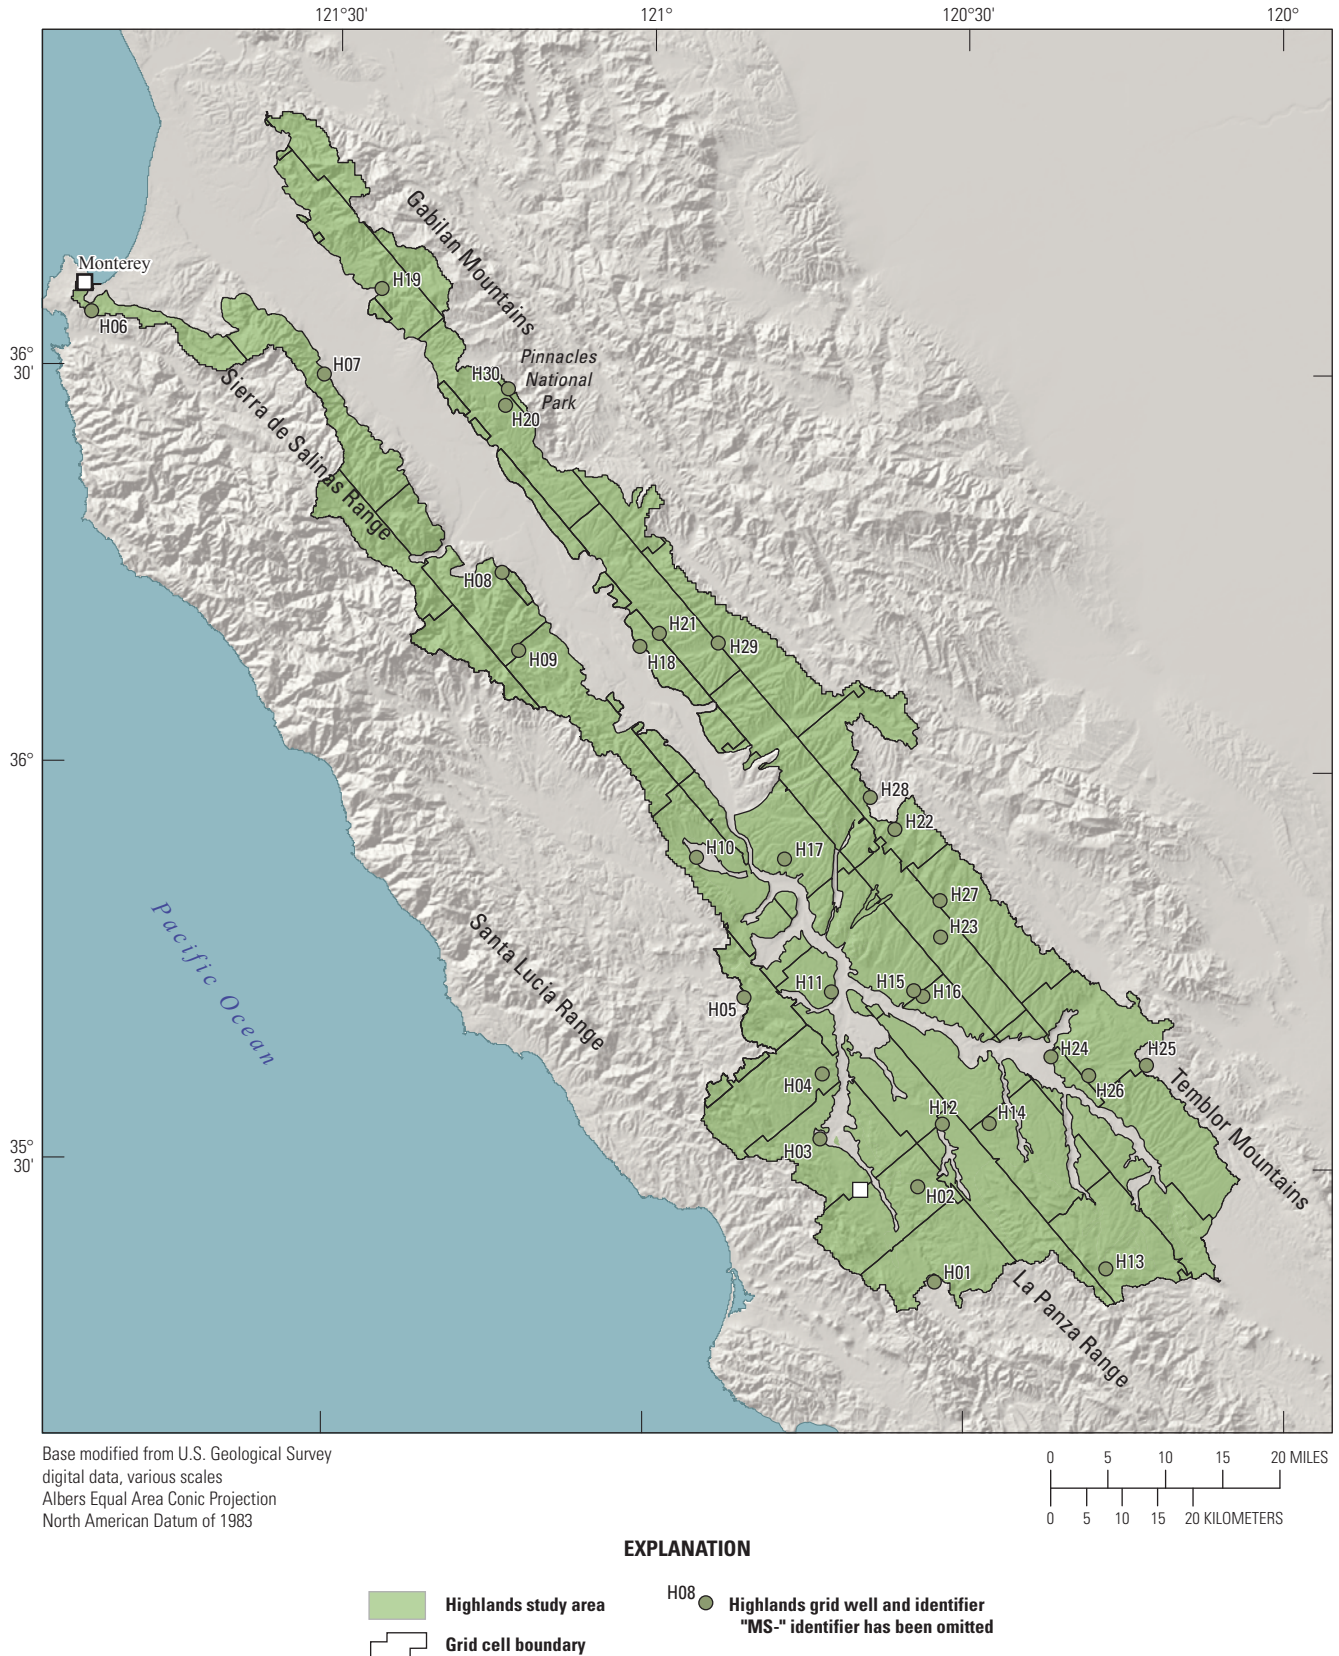 121°30'
121°
120°30'
120°
Gabilan Mountains
Monterey
H19
H06
36°
30'
H07
Pinnacles
National
Park
H30
H20
Sierra de Salinas Range
H08
H21
H29
H18
H09
36°
H28
H22
H10
H17
H27
H23
Pacific Ocean
Santa Lucia Range
H15
H16
H11
H05
H24
H25
H26
H04
Temblor Mountains
H12
H14
35°
30'
H03
H02
H13
H01
La Panza Range
Base modified from U.S. Geological Survey
digital data, various scales
Albers Equal Area Conic Projection
North American Datum of 1983
0 5 10 15 20 MILES
0 5 10 15 20 KILOMETERS
EXPLANATION
Highlands study area
Grid cell boundary
H08
Highlands grid well and identifier
"MS-" identifier has been omitted